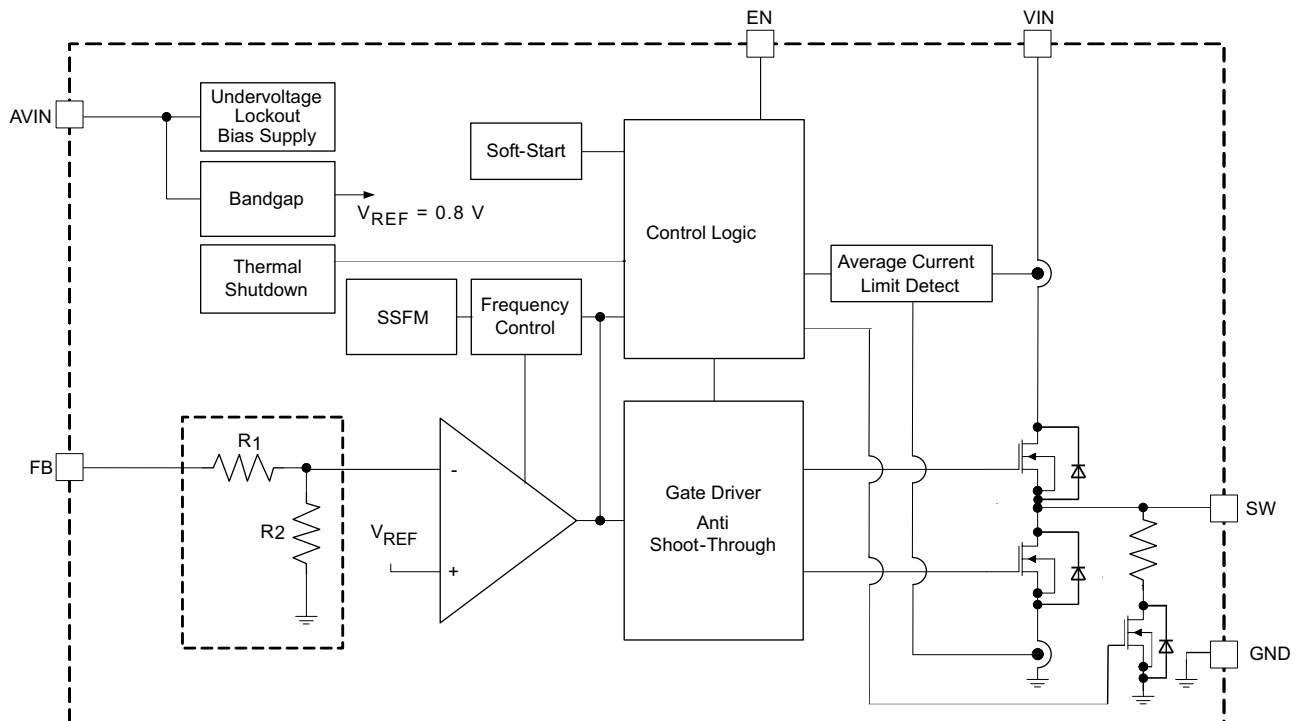 EN
VIN
AVIN
Undervoltage
Lockout
Bias Supply
Soft-Start
Bandgap
VREF = 0.8 V
Control Logic
Thermal
Shutdown
Average Current
Limit Detect
SSFM
Frequency
Control
R1
FB
-
Gate Driver
Anti
Shoot-Through
SW
R2
VREF
+
GND